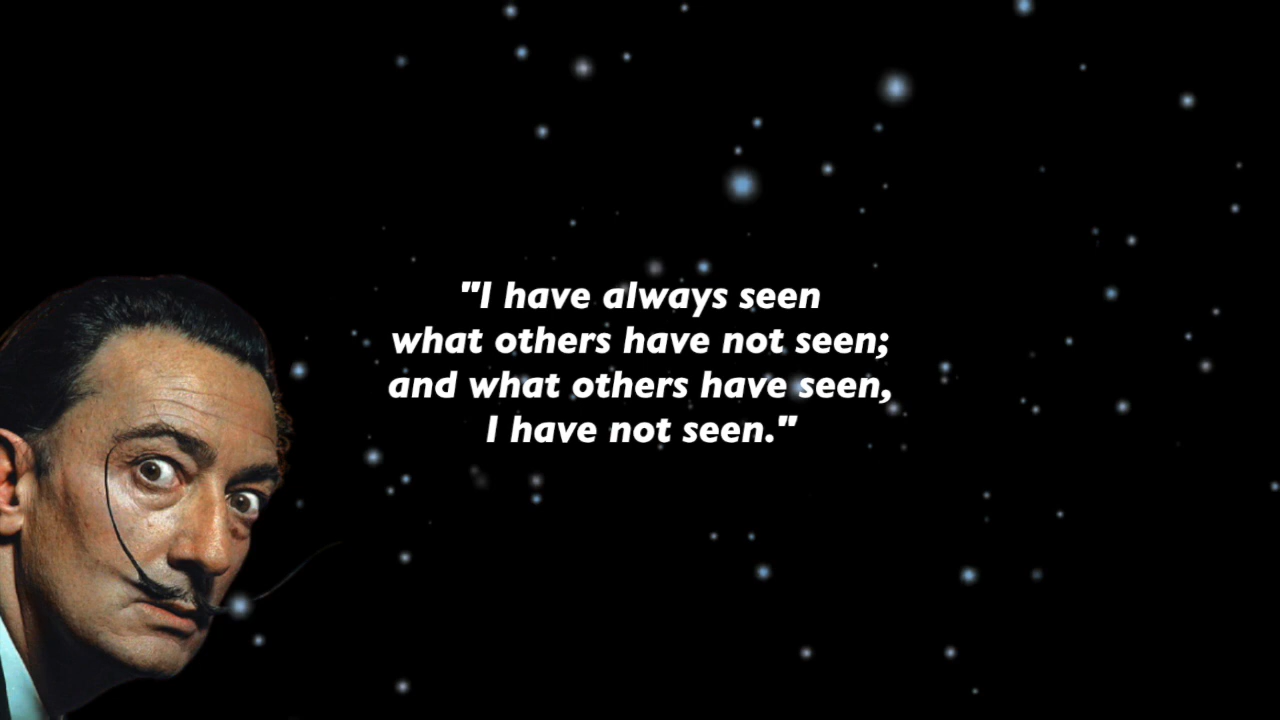 "I have always seen
what others have not seen;
and what others have seen,
I have not seen."